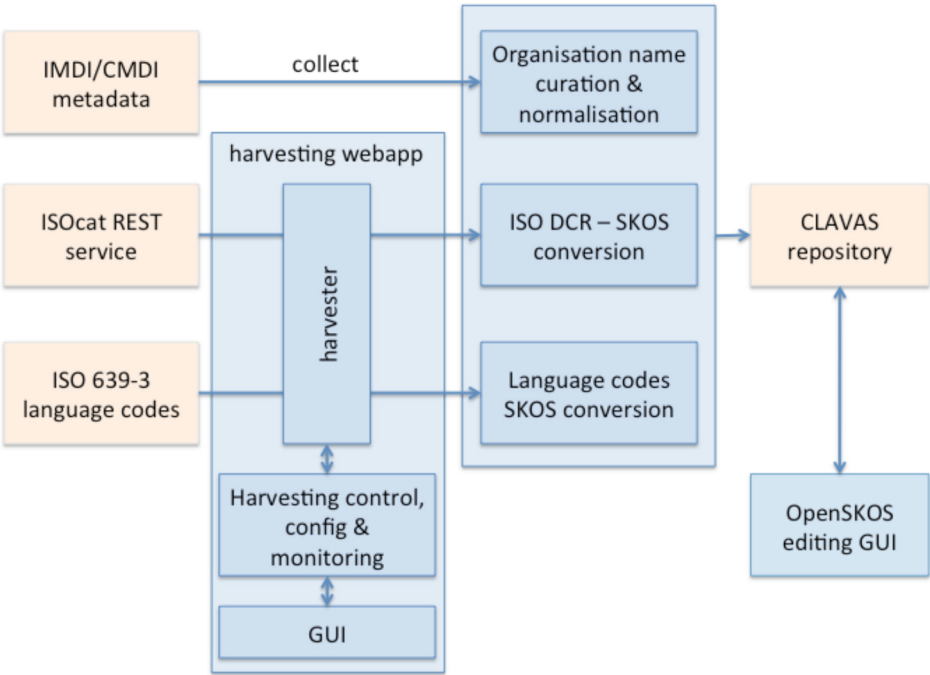 IMDI/CMDI
metadata
collect
Organisation name
curation &
normalisation
harvesting webapp
ISOcat REST
service
harvester
ISO DCR – SKOS
conversion
CLAVAS
repository
ISO 639-3
language codes
Language codes
SKOS conversion
Harvesting control,
config &
monitoring
GUI
OpenSKOS
editing GUI